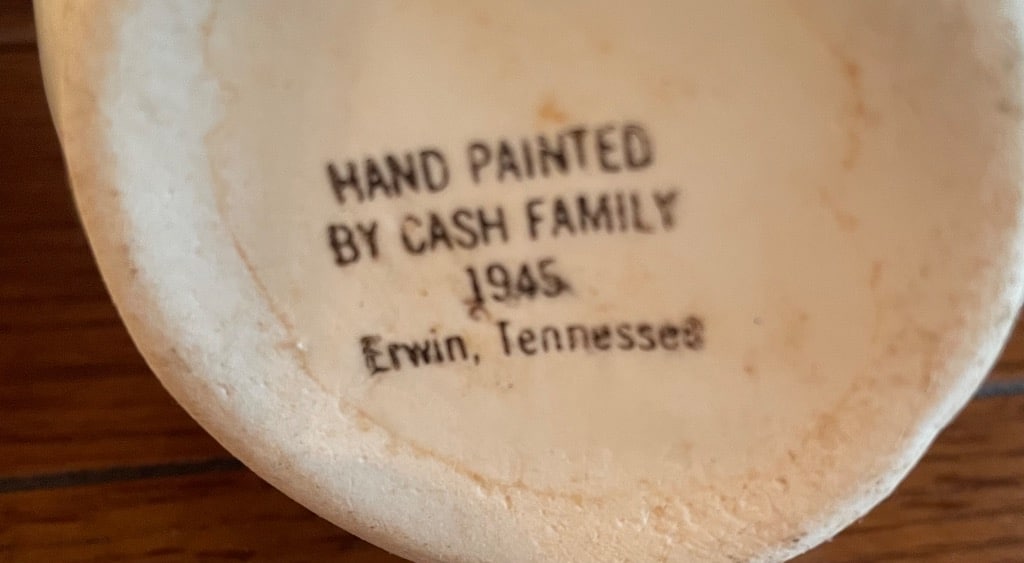 HAND PAINTED
BY CASH FAMILY
1945
Erwin, Tennessee